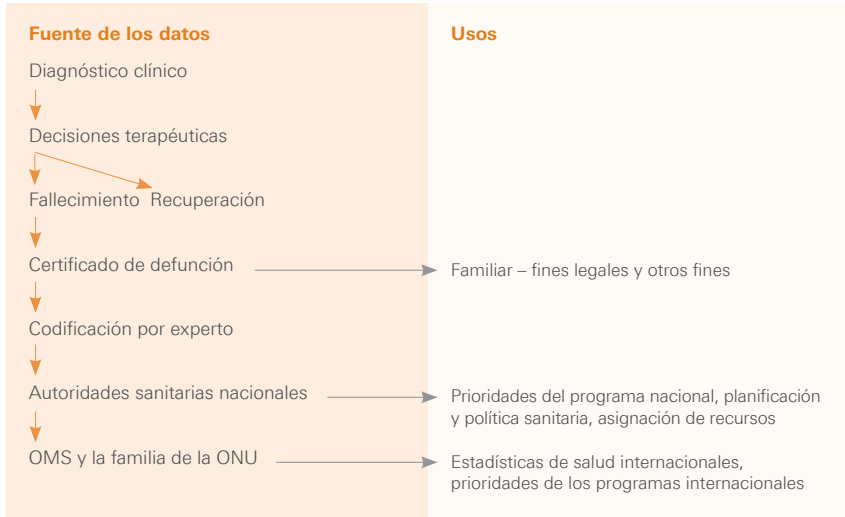 Fuente de los datos
Usos
Diagnóstico clínico
Decisiones terapéuticas
Fallecimiento Recuperación
Certificado de defunción
Familiar – fines legales y otros fines
Codificación por experto
Autoridades sanitarias nacionales
Prioridades del programa nacional, planificación
y política sanitaria, asignación de recursos
OMS y la familia de la ONU
Estadísticas de salud internacionales,
prioridades de los programas internacionales